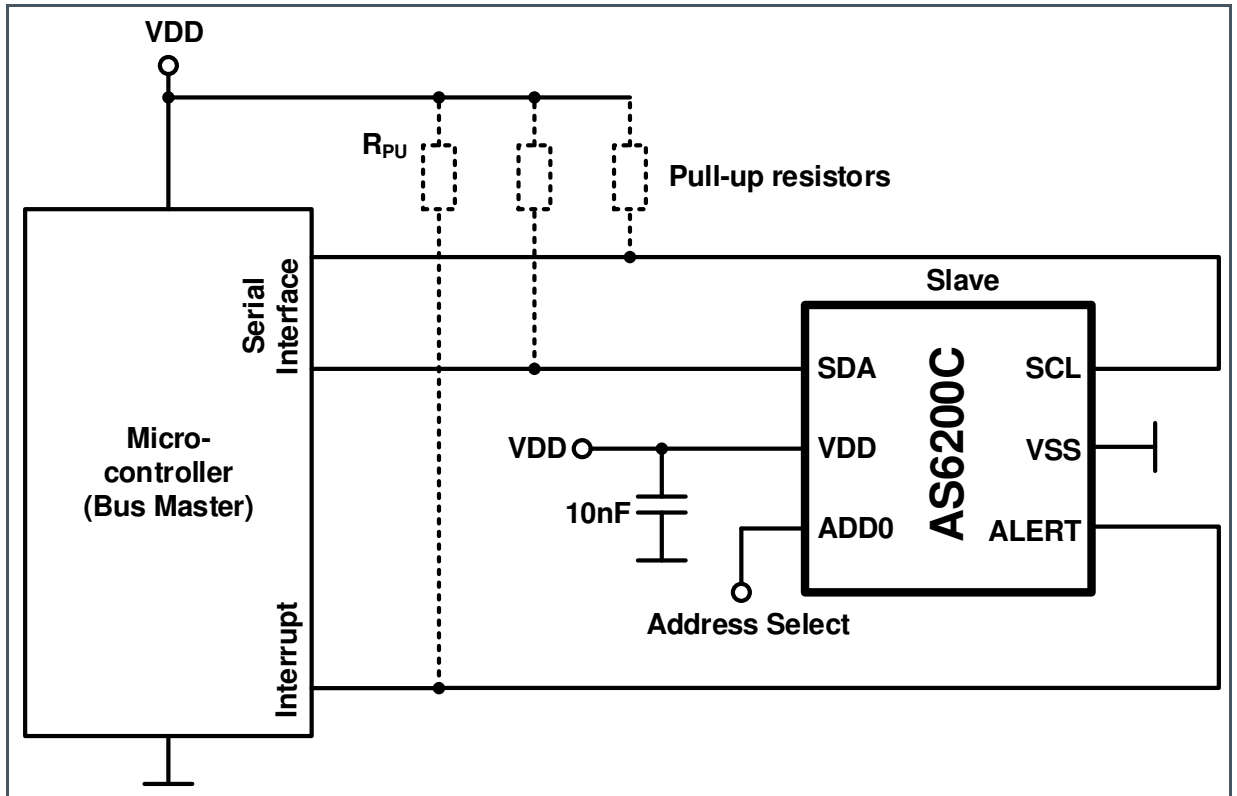 VDD
RPU
Pull-up resistors
Serial
Interface
Slave
SDA
SCL
Micro-
controller
(Bus Master)
VDD
VDD
AS6200C
VSS
10nF
ADD0
ALERT
Address Select
Interrupt